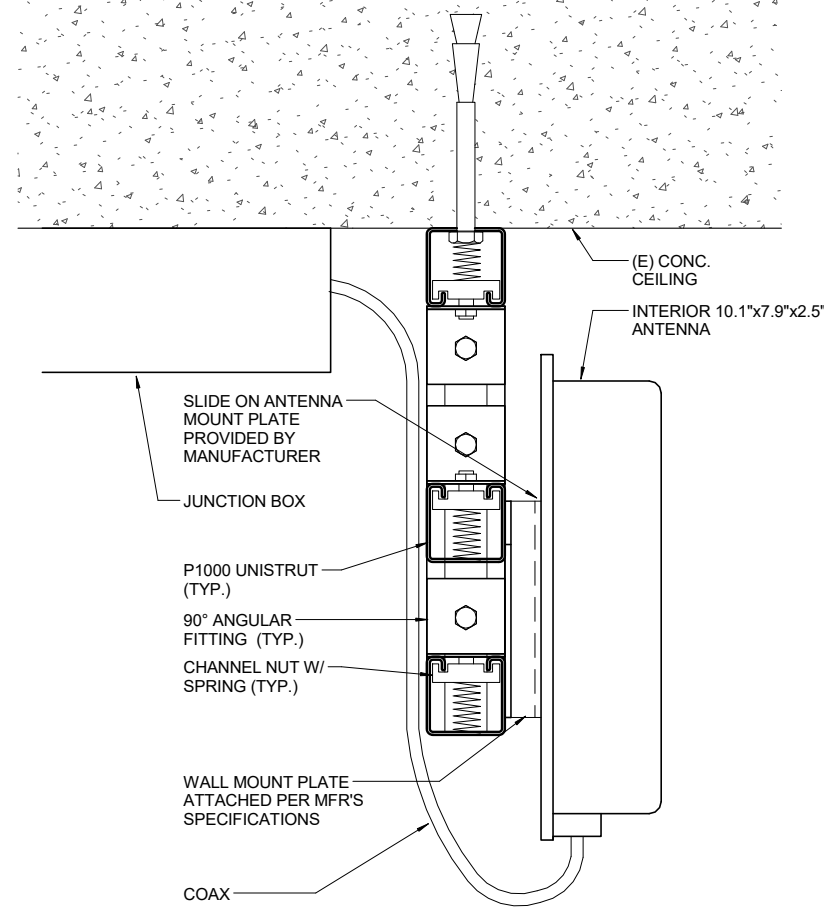 (E) CONC.
CEILING
INTERIOR 10.1"x7.9"x2.5"
ANTENNA
SLIDE ON ANTENNA
MOUNT PLATE
PROVIDED BY
MANUFACTURER
JUNCTION BOX
P1000 UNISTRUT
(TYP.)
90° ANGULAR
FITTING (TYP.)
CHANNEL NUT W/
SPRING (TYP.)
WALL MOUNT PLATE
ATTACHED PER MFR'S
SPECIFICATIONS
COAX